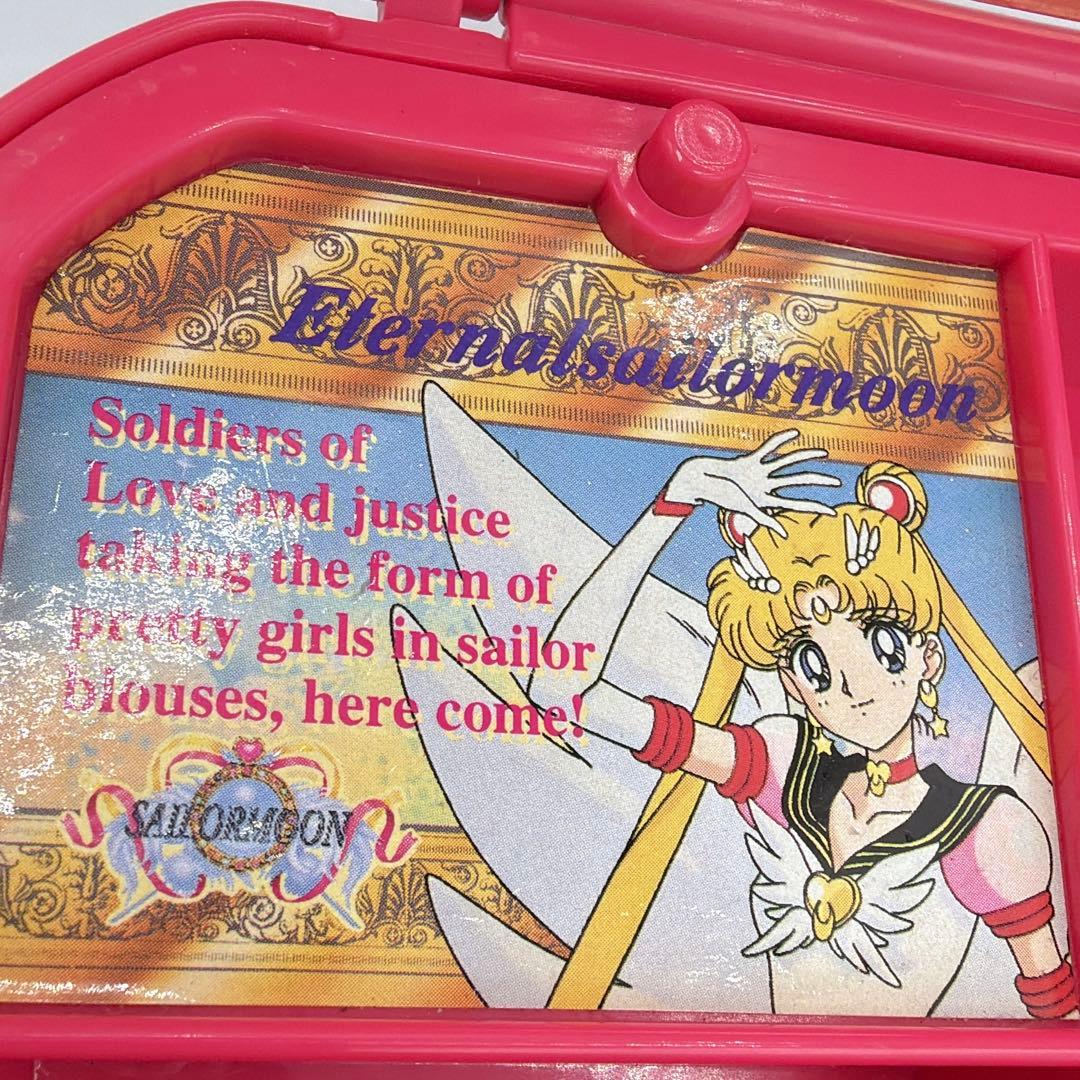 Eternalsailormoon
Soldiers of
Love and justice
taking the form of
pretty girls in sailor
blouses, here come!
SAILORMOON